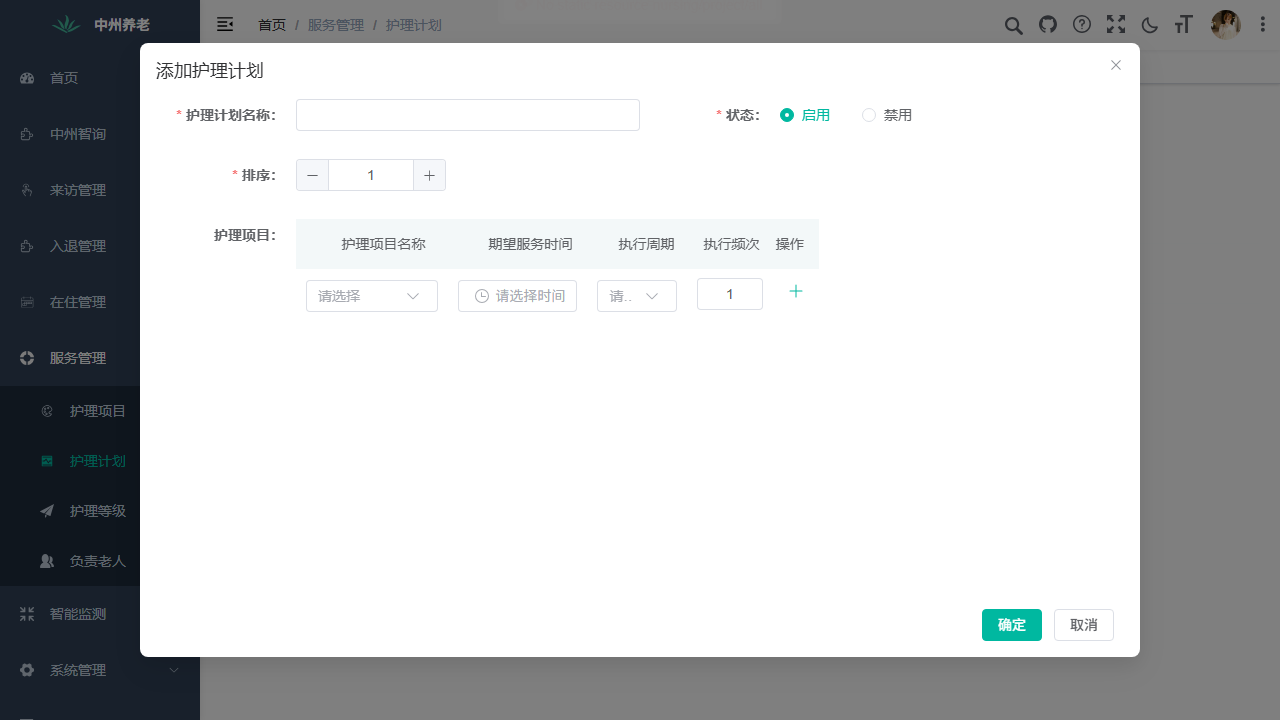 中州养老
首页 / 服务管理 / 护理计划
首页
中州智询
来访管理
入退管理
在住管理
服务管理
护理项目
护理计划
护理等级
负责老人
智能监测
系统管理
添加护理计划
* 护理计划名称:
* 状态: 启用 禁用
* 排序: 1
护理项目:
护理项目名称 期望服务时间 执行周期 执行频次 操作
请选择 请选择时间 请.. 1
确定 取消